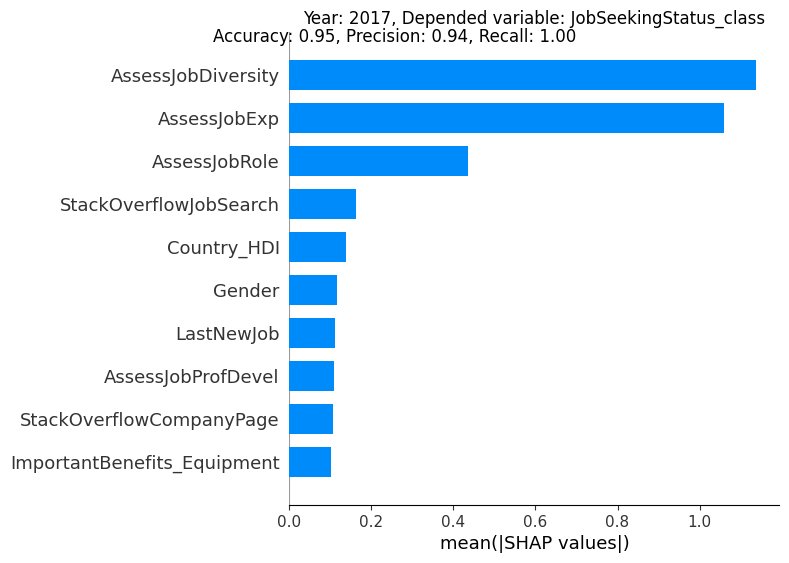 Year: 2017, Depended variable: JobSeekingStatus_class
Accuracy: 0.95, Precision: 0.94, Recall: 1.00
AssessJobDiversity
AssessJobExp
AssessJobRole
StackOverflowJobSearch
Country_HDI
Gender
LastNewJob
AssessJobProfDevel
StackOverflowCompanyPage
ImportantBenefits_Equipment
0.0 0.2 0.4 0.6 0.8 1.0
mean(|SHAP values|)